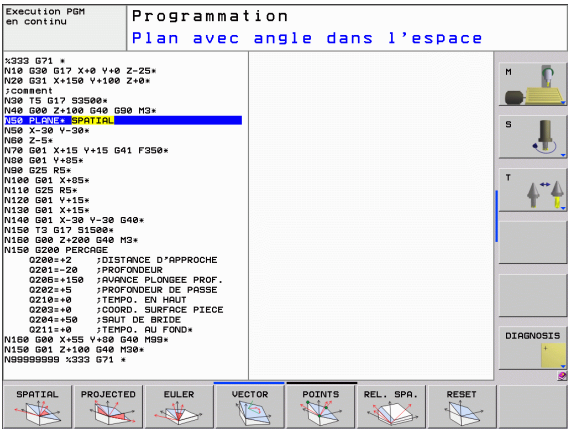 Execution PGM
en continu
Programmation
Plan avec angle dans l'espace
%333 G71 *
N10 G30 G17 X+0 Y+0 Z-25*
N20 G31 X+150 Y+100 Z+0*
;comment
N30 T5 G17 S3500*
N40 G00 Z+100 G40 G90 M3*
N50 PLANE* SPATIAL
N50 X-30 Y-30*
N60 Z-5*
N70 G01 X+15 Y+15 G41 F350*
N80 G01 Y+85*
N90 G25 R5*
N100 G01 X+85*
N110 G25 R5*
N120 G01 Y+15*
N130 G01 X+15*
N140 G01 X-30 Y-30 G40*
N150 T3 G17 S1500*
N160 G00 Z+200 G40 M3*
N150 G200 PERCAGE
Q200=+2 ;DISTANCE D'APPROCHE
Q201=-20 ;PROFONDEUR
Q206=+150 ;AVANCE PLONGEE PROF.
Q202=+5 ;PROFONDEUR DE PASSE
Q210=+0 ;TEMPO. EN HAUT
Q203=+0 ;COORD. SURFACE PIECE
Q204=+50 ;SAUT DE BRIDE
Q211=+0 ;TEMPO. AU FOND*
N160 G00 X+55 Y+80 G40 M99*
N150 G01 Z+100 G40 M30*
N99999999 %333 G71 *
M
S
T
DIAGNOSIS
SPATIAL
PROJECTED
EULER
VECTOR
POINTS
REL. SPA.
RESET